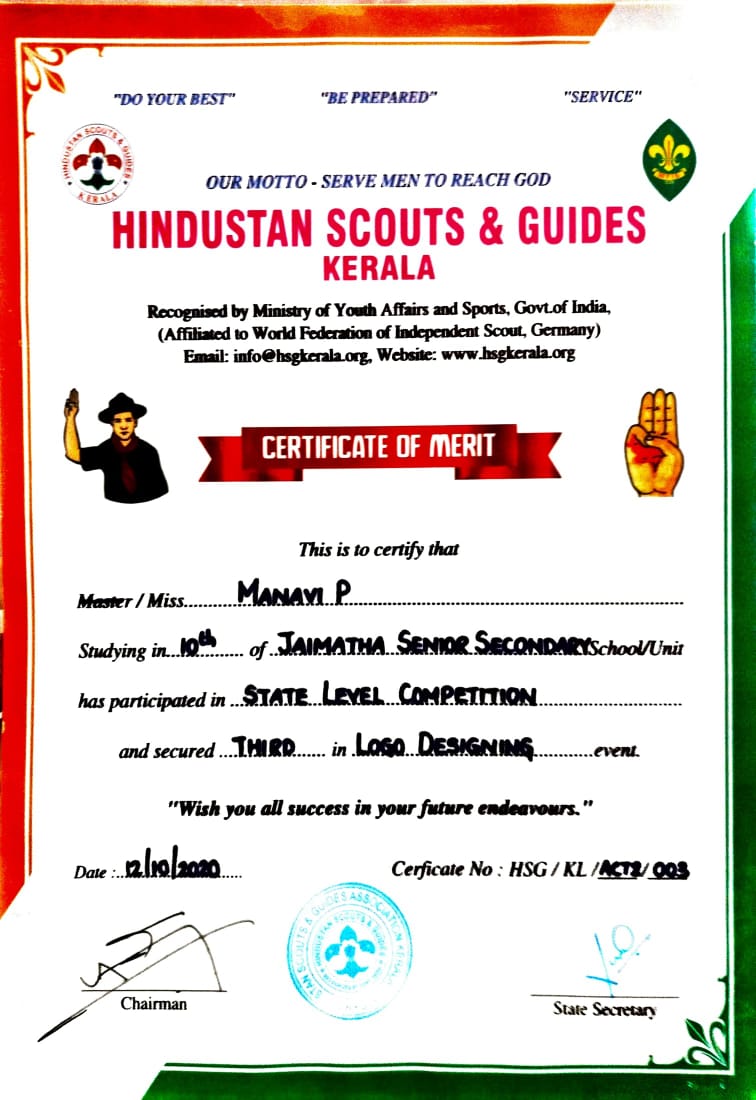 "DO YOUR BEST" "BE PREPARED" "SERVICE"
HINDUSTAN SCOUTS & GUIDES
KERALA
OUR MOTTO - SERVE MEN TO REACH GOD
HINDUSTAN SCOUTS & GUIDES
KERALA
Recognised by Ministry of Youth Affairs and Sports, Govt.of India,
(Affiliated to World Federation of Independent Scout, Germany)
Email: info@hsgkerala.org, Website: www.hsgkerala.org
CERTIFICATE OF MERIT
This is to certify that
Master / Miss MANAVI P
Studying in 10th of JAIMATHA SENIOR SECONDARY School/Unit
has participated in STATE LEVEL COMPETITION
and secured THIRD in LOGO DESIGNING event.
"Wish you all success in your future endeavours."
Date : 12/10/2020 Cerficate No : HSG / KL / ACT2/ 003
Chairman State Secretary